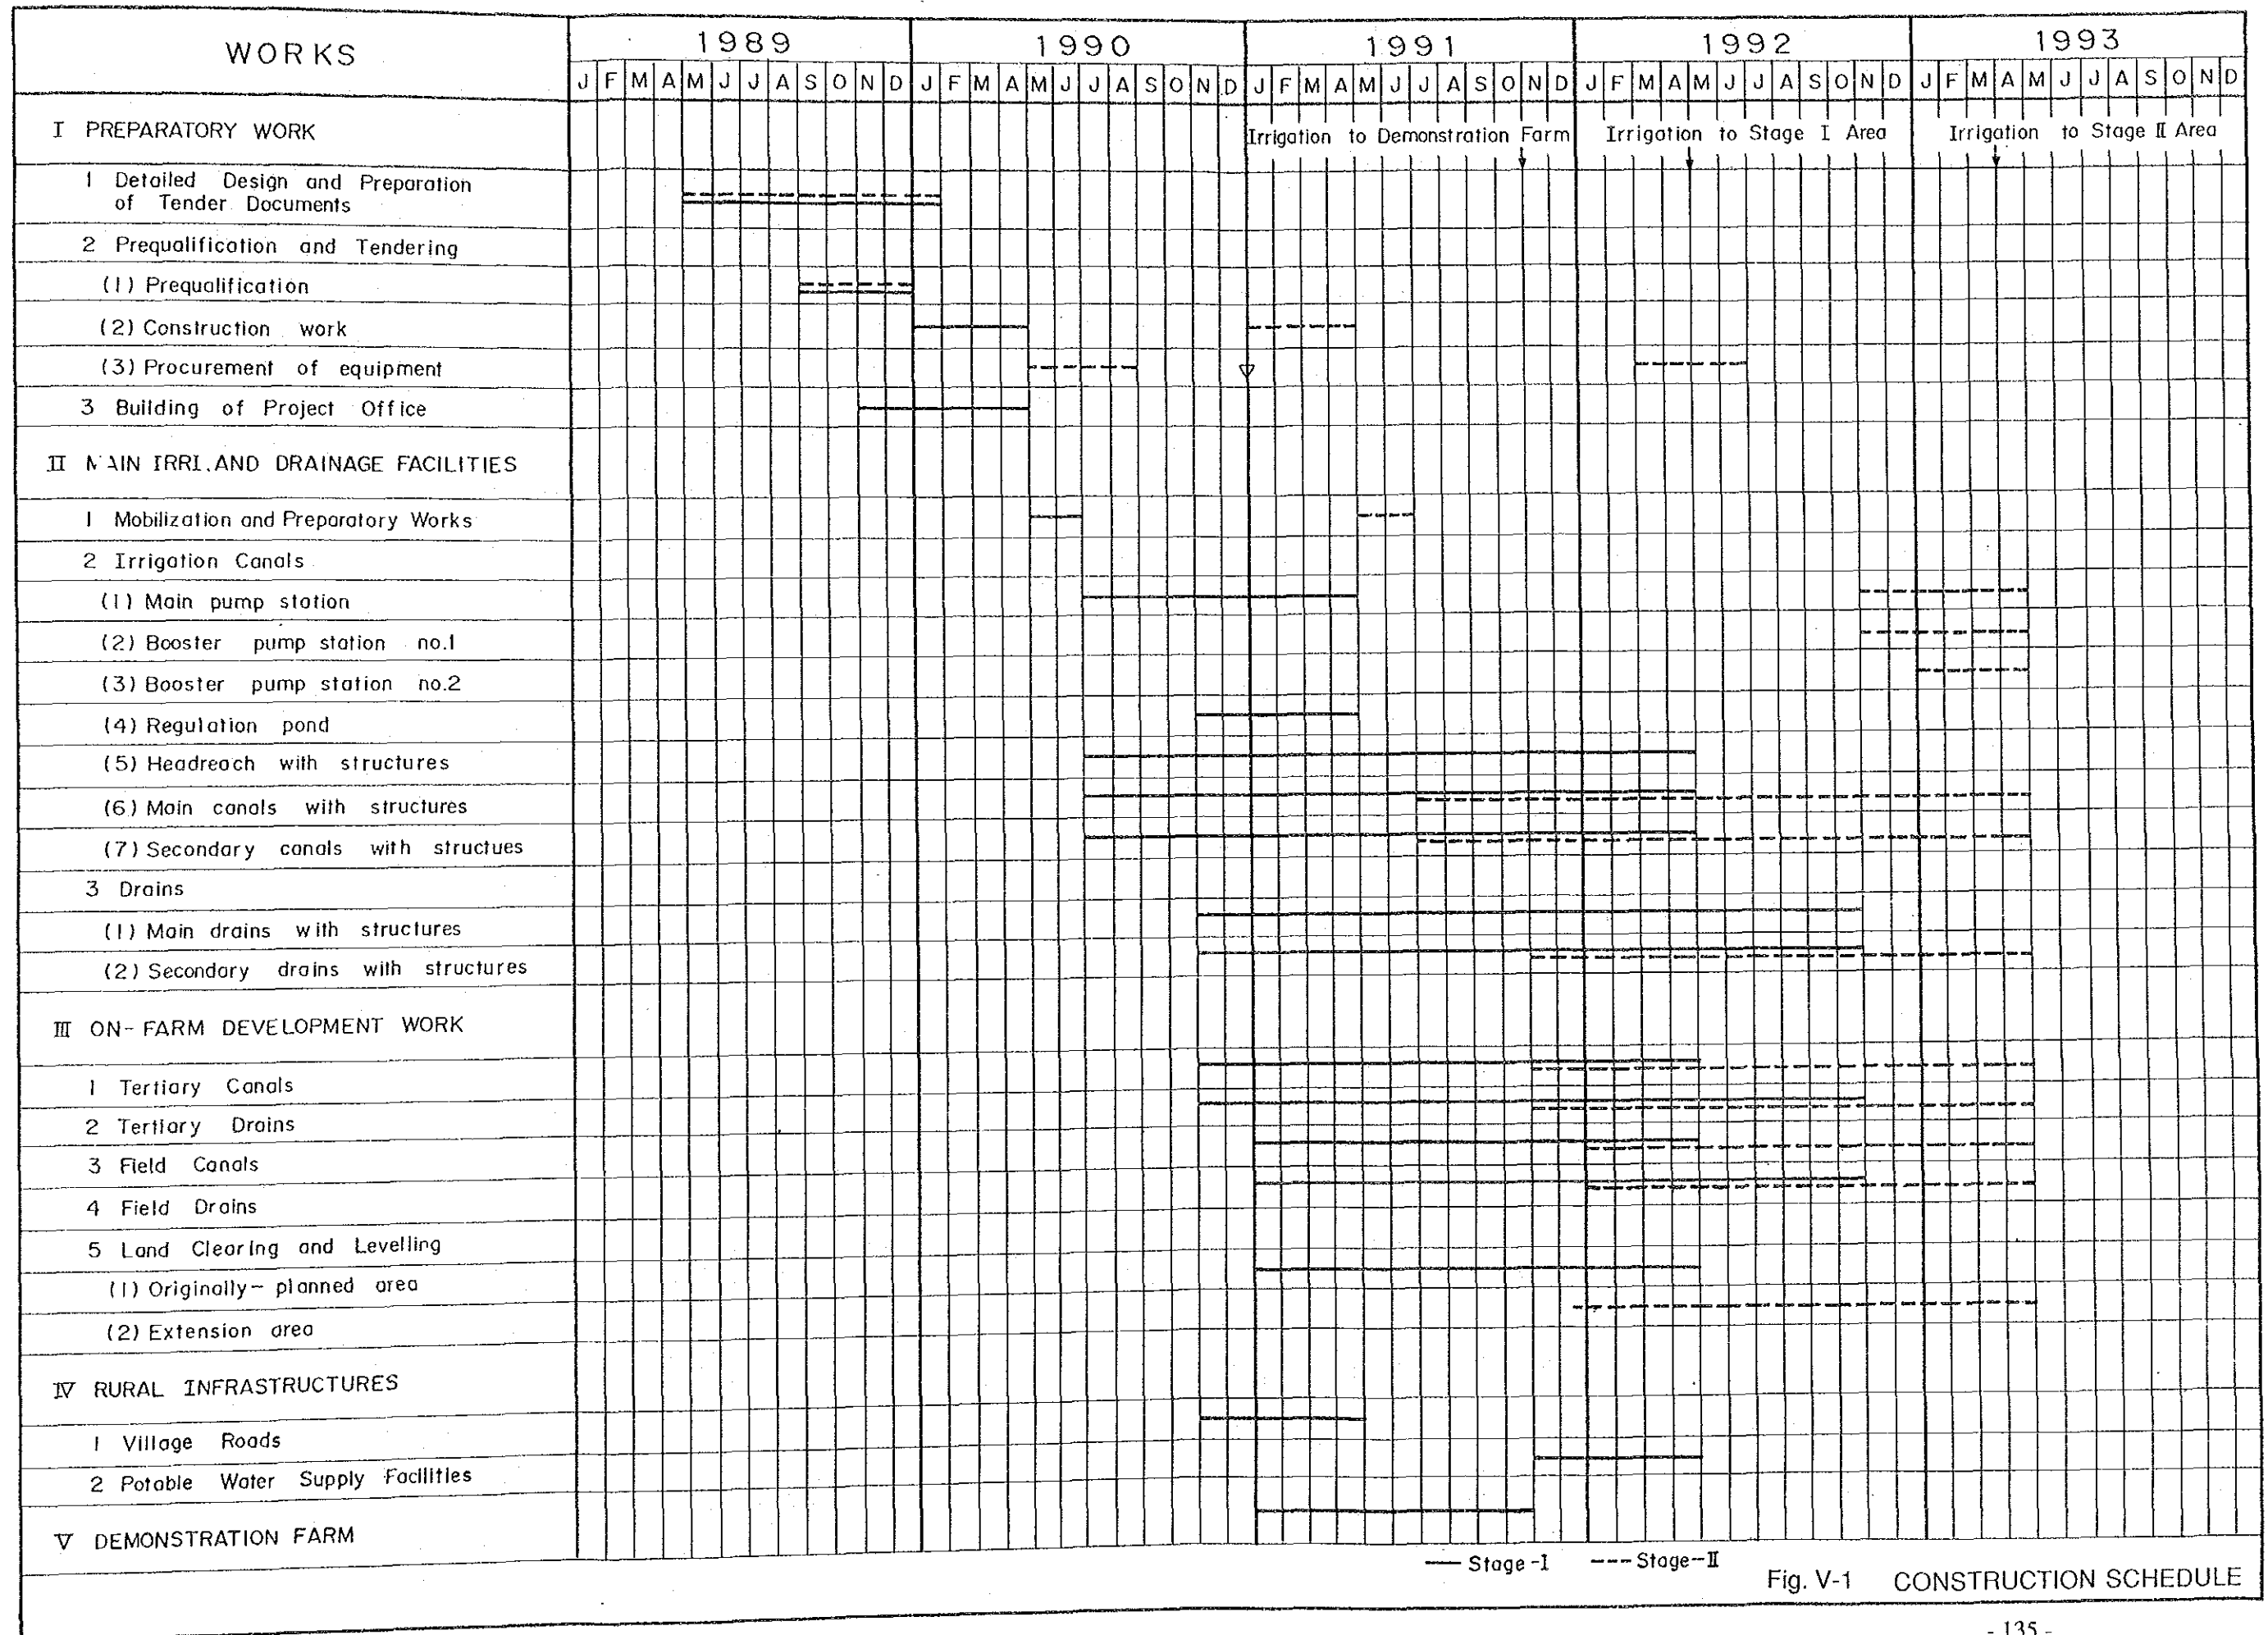 WORKS
1989 1990 1991 1992 1993
J F M A M J J A S O N D J F M A M J J A S O N D J F M A M J J A S O N D J F M A M J J A S O N D J F M A M J J A S O N D
I PREPARATORY WORK
Irrigation to Demonstration Farm Irrigation to Stage I Area Irrigation to Stage II Area
1 Detailed Design and Preparation
of Tender Documents
2 Prequalification and Tendering
(1) Prequalification
(2) Construction work
(3) Procurement of equipment
3 Building of Project Office
II MAIN IRRI. AND DRAINAGE FACILITIES
1 Mobilization and Preparatory Works
2 Irrigation Canals
(1) Main pump station
(2) Booster pump station no.1
(3) Booster pump station no.2
(4) Regulation pond
(5) Headreach with structures
(6) Main canals with structures
(7) Secondary canals with structues
3 Drains
(1) Main drains with structures
(2) Secondary drains with structures
III ON-FARM DEVELOPMENT WORK
1 Tertiary Canals
2 Tertiary Drains
3 Field Canals
4 Field Drains
5 Land Clearing and Levelling
(1) Originally-planned area
(2) Extension area
IV RURAL INFRASTRUCTURES
1 Village Roads
2 Potable Water Supply Facilities
V DEMONSTRATION FARM
Stage-I Stage-II
Fig. V-1 CONSTRUCTION SCHEDULE
- 135 -